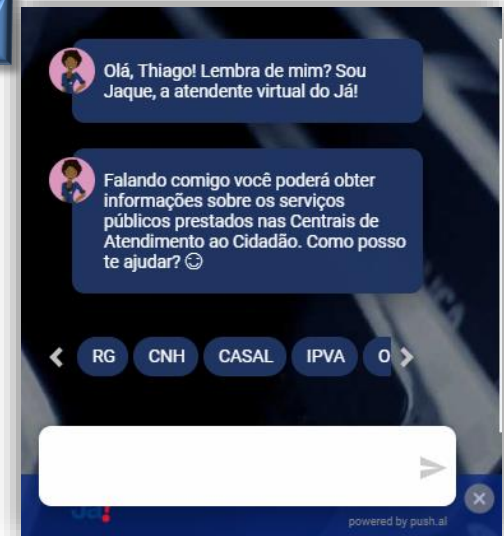 Olá, Thiago! Lembra de mim? Sou
Jaque, a atendente virtual do Já!
Falando comigo você poderá obter
informações sobre os serviços
públicos prestados nas Centrais de
Atendimento ao Cidadão. Como posso
te ajudar? 😊
RG CNH CASAL IPVA O
Já!
powered by push.al